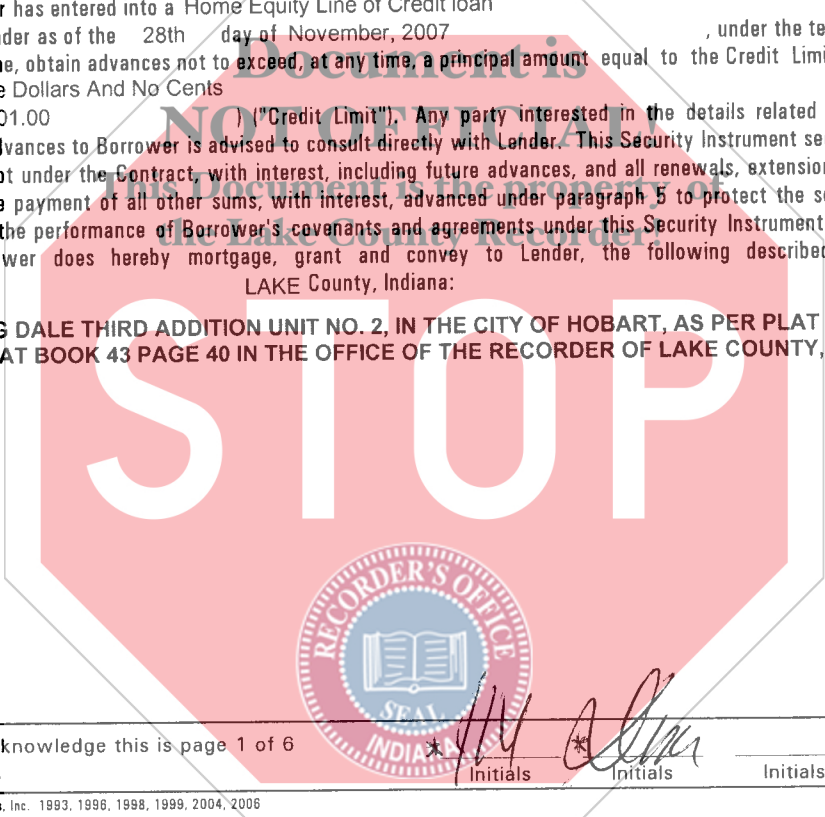 r has entered into a Home Equity Line of Credit loan
der as of the 28th day of November, 2007 , under the te
e, obtain advances not to exceed, at any time, a principal amount equal to the Credit Limi
e Dollars And No Cents
01.00 ) ("Credit Limit"). Any party interested in the details related
vances to Borrower is advised to consult directly with Lender. This Security Instrument se
ot under the Contract, with interest, including future advances, and all renewals, extension
e payment of all other sums, with interest, advanced under paragraph 5 to protect the se
the performance of Borrower's covenants and agreements under this Security Instrument
wer does hereby mortgage, grant and convey to Lender, the following described
LAKE County, Indiana:
G DALE THIRD ADDITION UNIT NO. 2, IN THE CITY OF HOBART, AS PER PLAT
AT BOOK 43 PAGE 40 IN THE OFFICE OF THE RECORDER OF LAKE COUNTY,
Document is
NOT OFFICIAL!
This Document is the property of
the Lake County Recorder!
STOP
RECORDER'S OFFICE
SEAL
INDIANA
knowledge this is page 1 of 6
* *
Initials Initials Initials
s, Inc. 1993, 1996, 1998, 1999, 2004, 2006